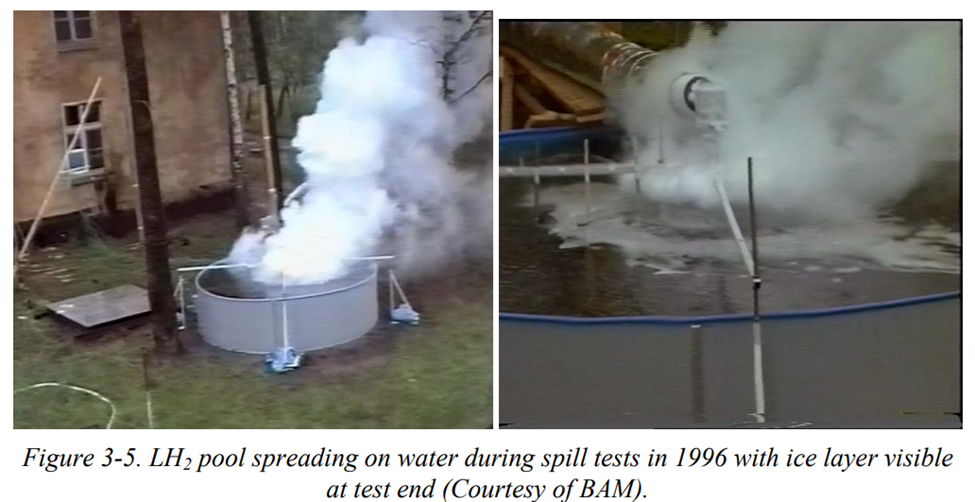 Figure 3-5. LH₂ pool spreading on water during spill tests in 1996 with ice layer visible
at test end (Courtesy of BAM).